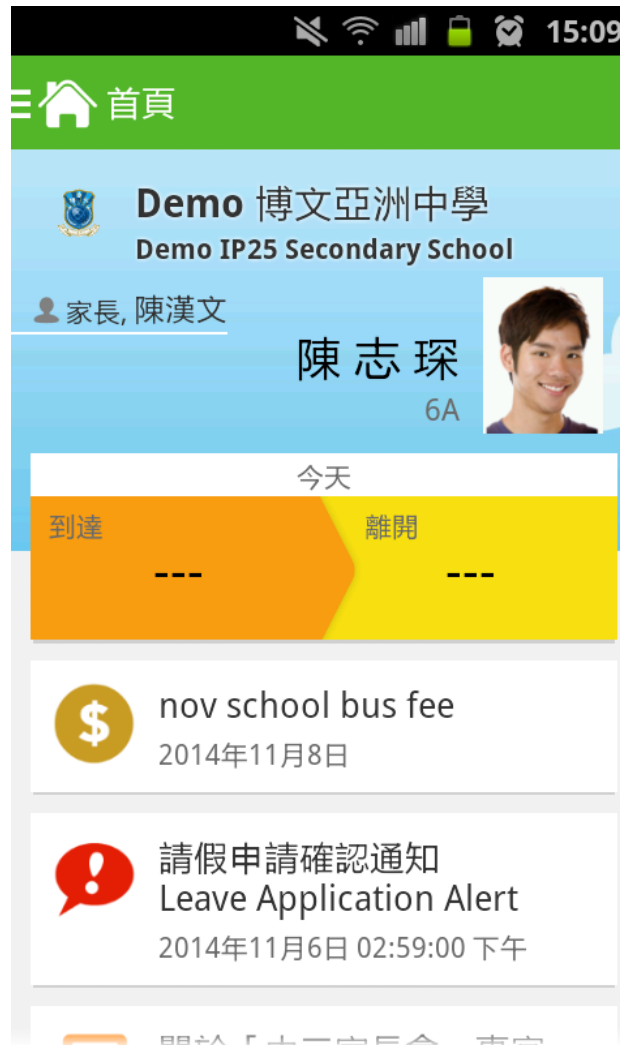 15:09
首頁
Demo 博文亞洲中學
Demo IP25 Secondary School
家長, 陳漢文
陳志琛
6A
今天
到達
離開
---
---
nov school bus fee
2014年11月8日
請假申請確認通知
Leave Application Alert
2014年11月6日 02:59:00 下午